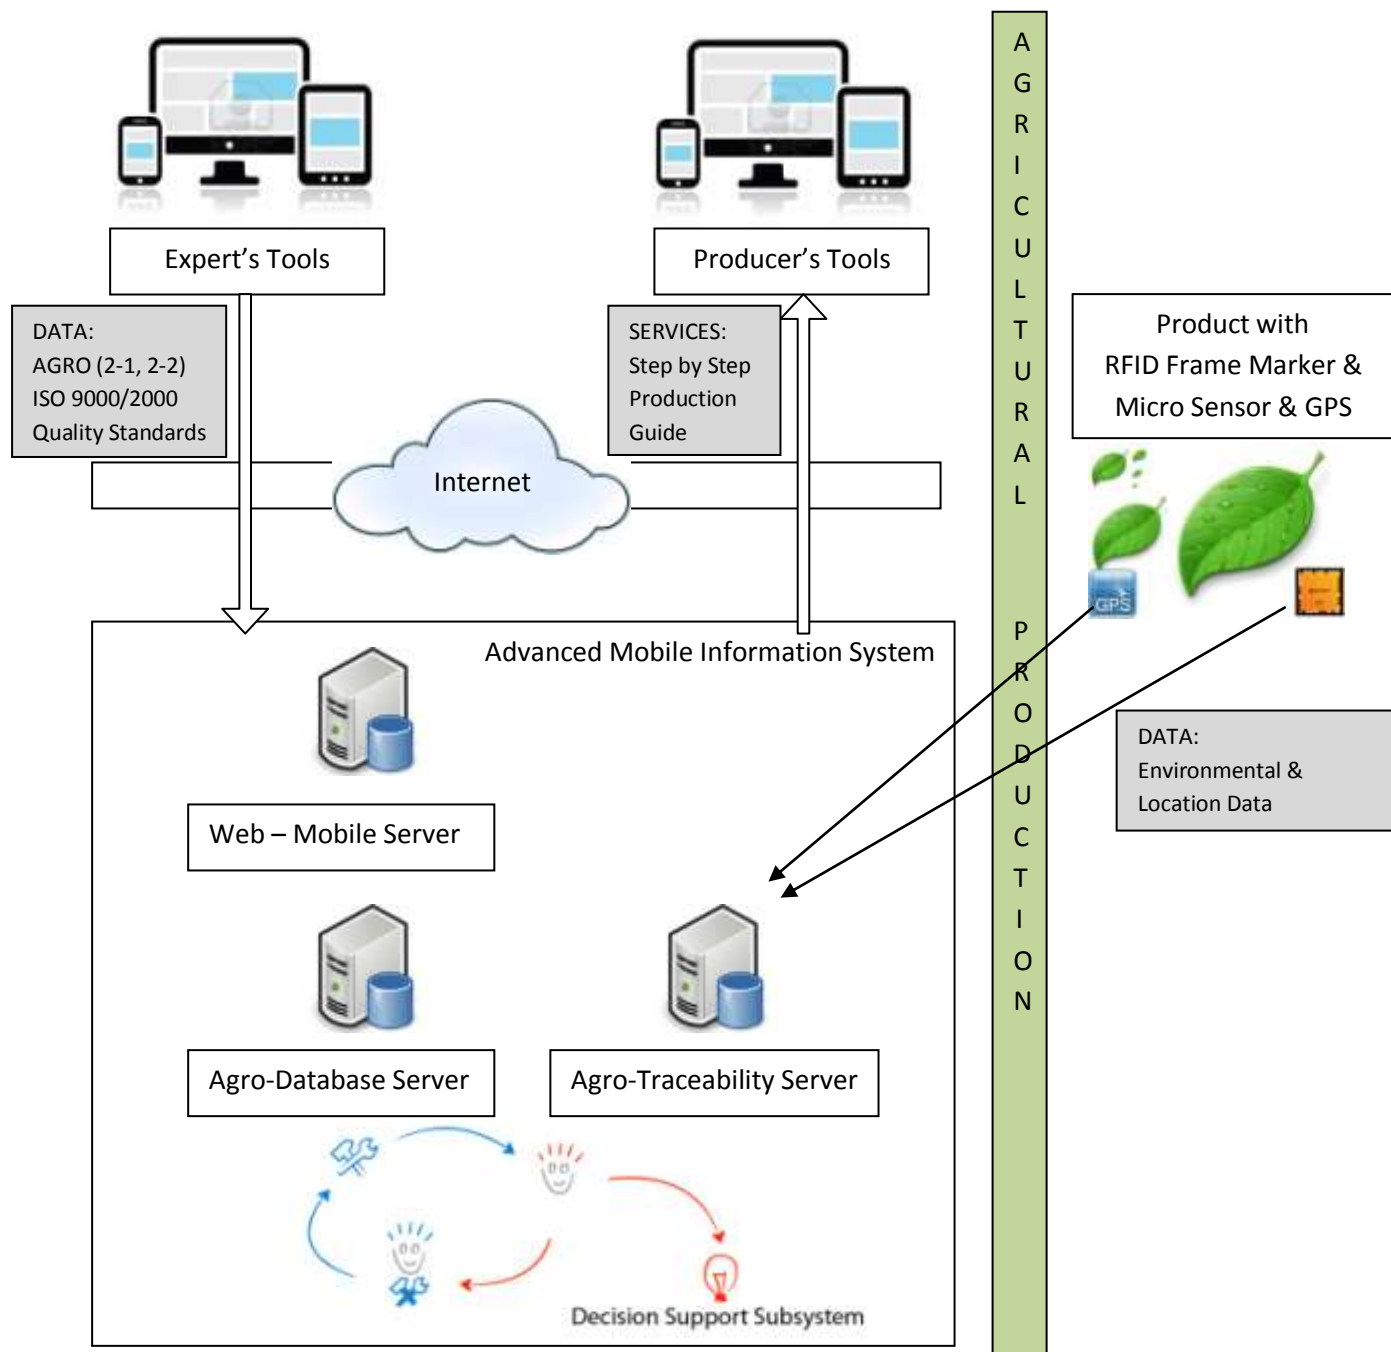 Expert’s Tools
Producer’s Tools
DATA:
AGRO (2-1, 2-2)
ISO 9000/2000
Quality Standards
SERVICES:
Step by Step
Production
Guide
Internet
Advanced Mobile Information System
Web – Mobile Server
Agro-Database Server
Agro-Traceability Server
Decision Support Subsystem
A
G
R
I
C
U
L
T
U
R
A
L
P
R
O
D
U
C
T
I
O
N
Product with
RFID Frame Marker &
Micro Sensor & GPS
GPS
DATA:
Environmental &
Location Data